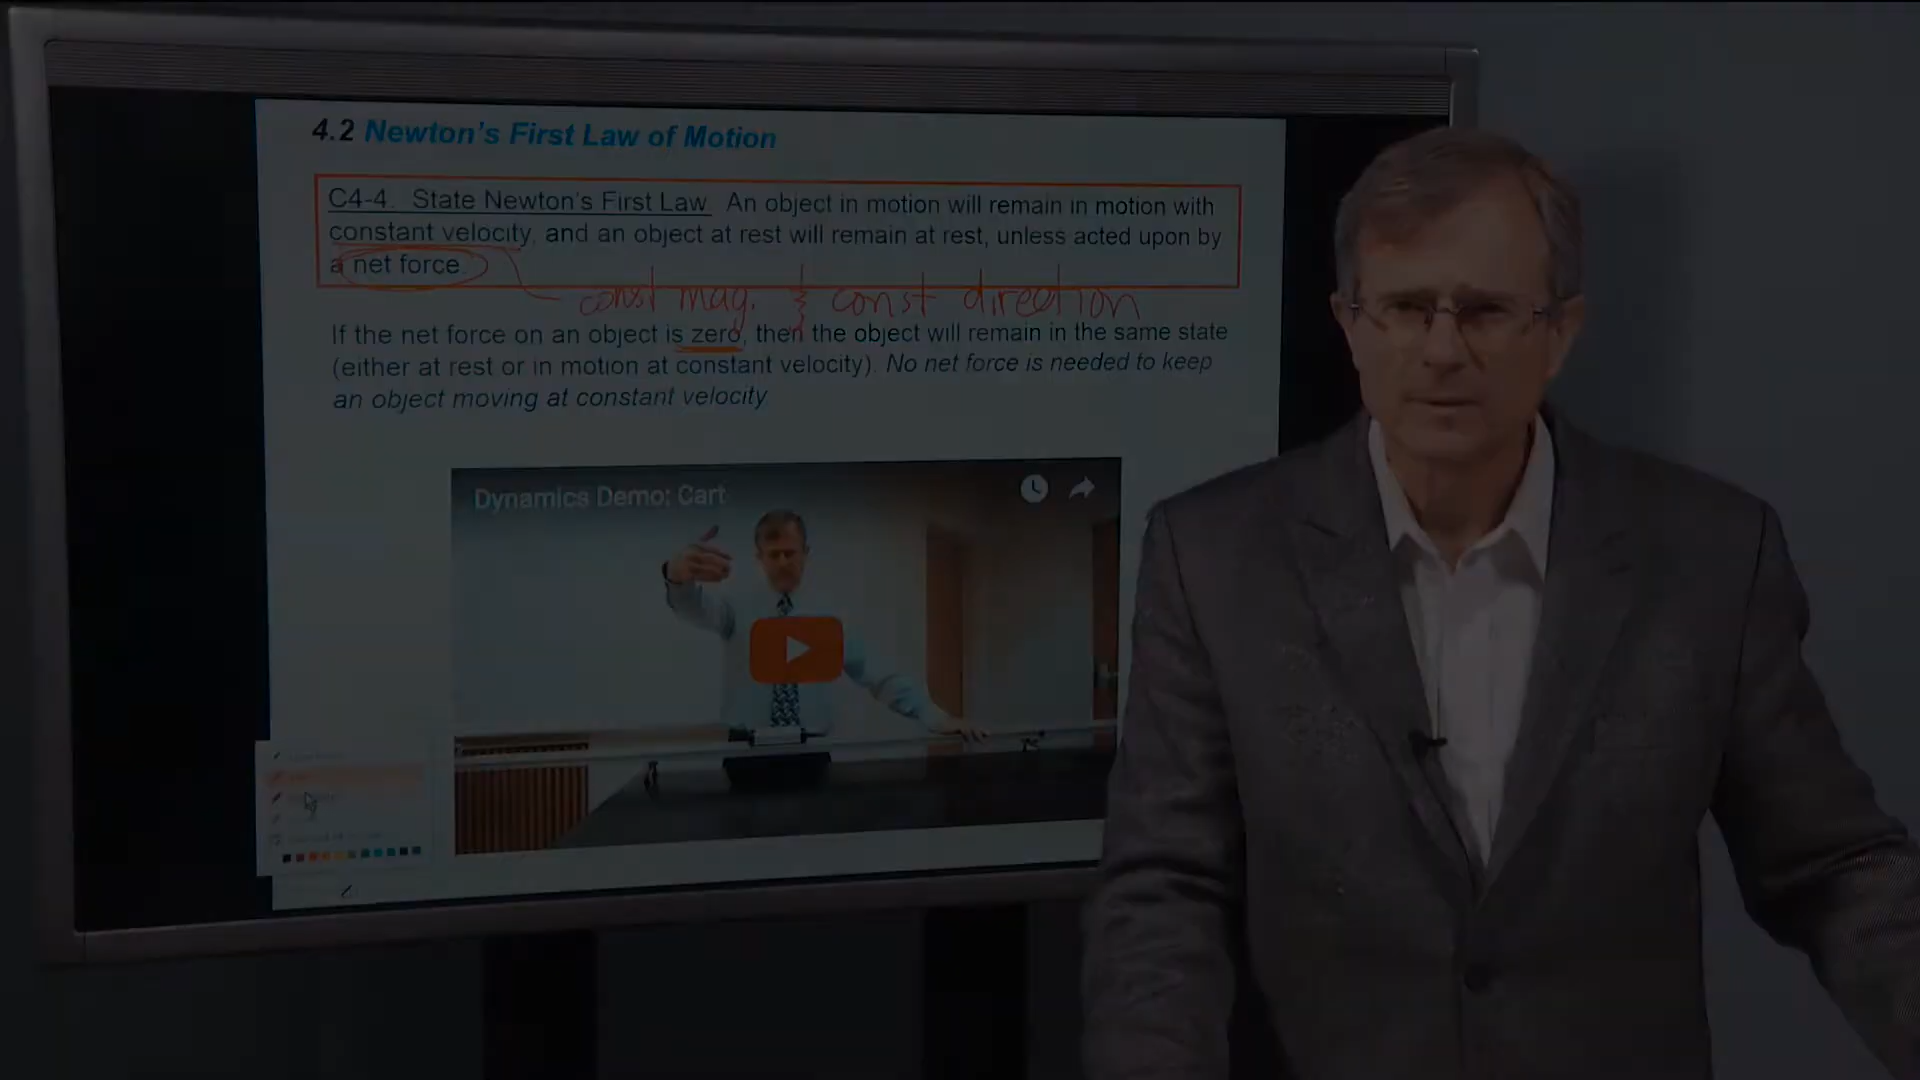 4.2 Newton's First Law of Motion
C4-4. State Newton's First Law. An object in motion will remain in motion with
constant velocity, and an object at rest will remain at rest, unless acted upon by
a net force.
const mag. & const direction
If the net force on an object is zero, then the object will remain in the same state
(either at rest or in motion at constant velocity). No net force is needed to keep
an object moving at constant velocity.
Dynamics Demo: Cart